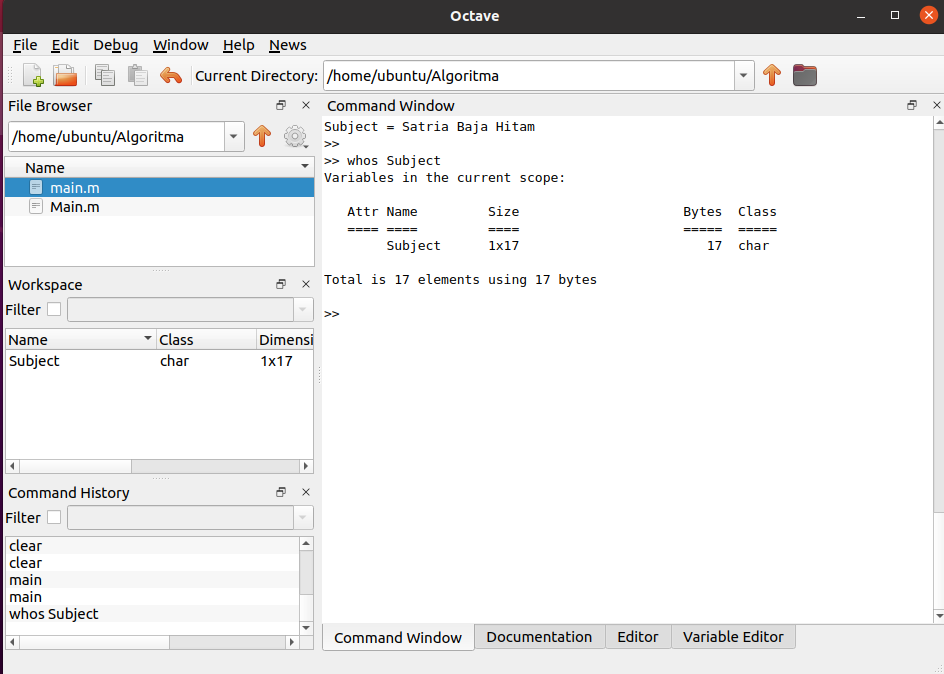 Octave
File Edit Debug Window Help News
Current Directory: /home/ubuntu/Algoritma
File Browser
/home/ubuntu/Algoritma
Name
main.m
Main.m
Workspace
Filter
Name Class Dimensi
Subject char 1x17
Command History
Filter
clear
clear
main
main
whos Subject
Command Window
Subject = Satria Baja Hitam
>>
>> whos Subject
Variables in the current scope:
Attr Name Size Bytes Class
==== ==== ==== ===== =====
Subject 1x17 17 char
Total is 17 elements using 17 bytes
>>
Command Window Documentation Editor Variable Editor